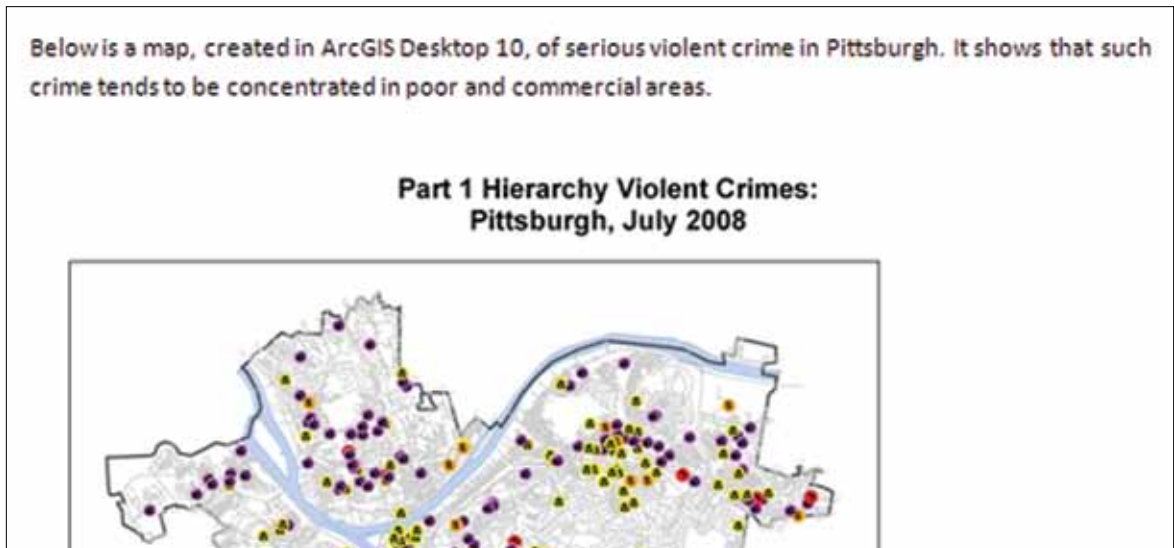 Below is a map, created in ArcGIS Desktop 10, of serious violent crime in Pittsburgh. It shows that such
crime tends to be concentrated in poor and commercial areas.
Part 1 Hierarchy Violent Crimes:
Pittsburgh, July 2008